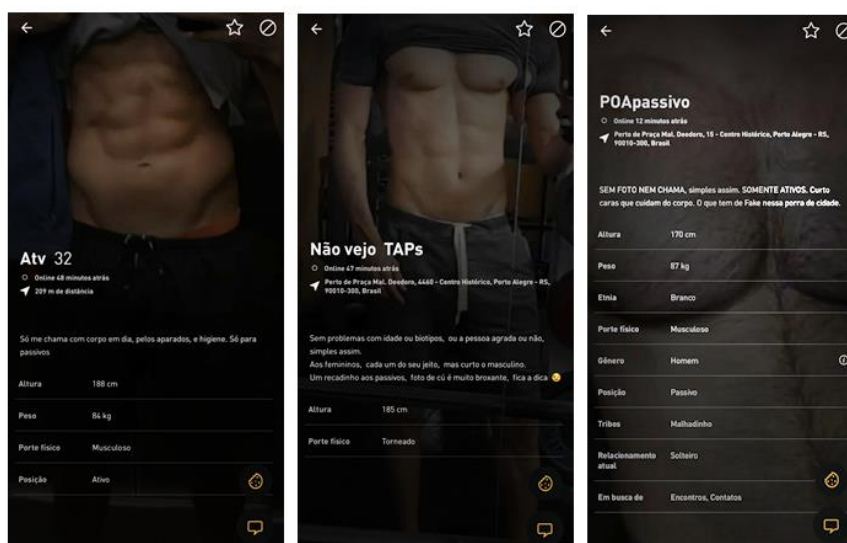 Atv 32
Online 48 minutos atrás
209 m de distância
Só me chama com corpo em dia, pelos aparados, e higiene. Só para
passivos
Altura 188 cm
Peso 84 kg
Porte físico Musculoso
Posição Ativo
Não vejo TAPs
Online 47 minutos atrás
Perto de Praça Mal. Deodoro, 4460 - Centro Histórico, Porto Alegre - RS,
90010-300, Brasil
Sem problemas com idade ou biotipos, ou a pessoa agrada ou não,
simples assim.
Aos femininos, cada um do seu jeito, mas curto o masculino.
Um recadinho aos passivos, foto de cú é muito broxante, fica a dica 😏
Altura 185 cm
Porte físico Torneado
POApassivo
Online 12 minutos atrás
Perto de Praça Mal. Deodoro, 15 - Centro Histórico, Porto Alegre - RS,
90010-300, Brasil
SEM FOTO NEM CHAMA, simples assim. SOMENTE ATIVOS. Curto
caras que cuidam do corpo. O que tem de Fake nessa porra de cidade.
Altura 170 cm
Peso 87 kg
Etnia Branco
Porte físico Musculoso
Gênero Homem
Posição Passivo
Tribos Malhadinho
Relacionamento Solteiro
atual
Em busca de Encontros, Contatos